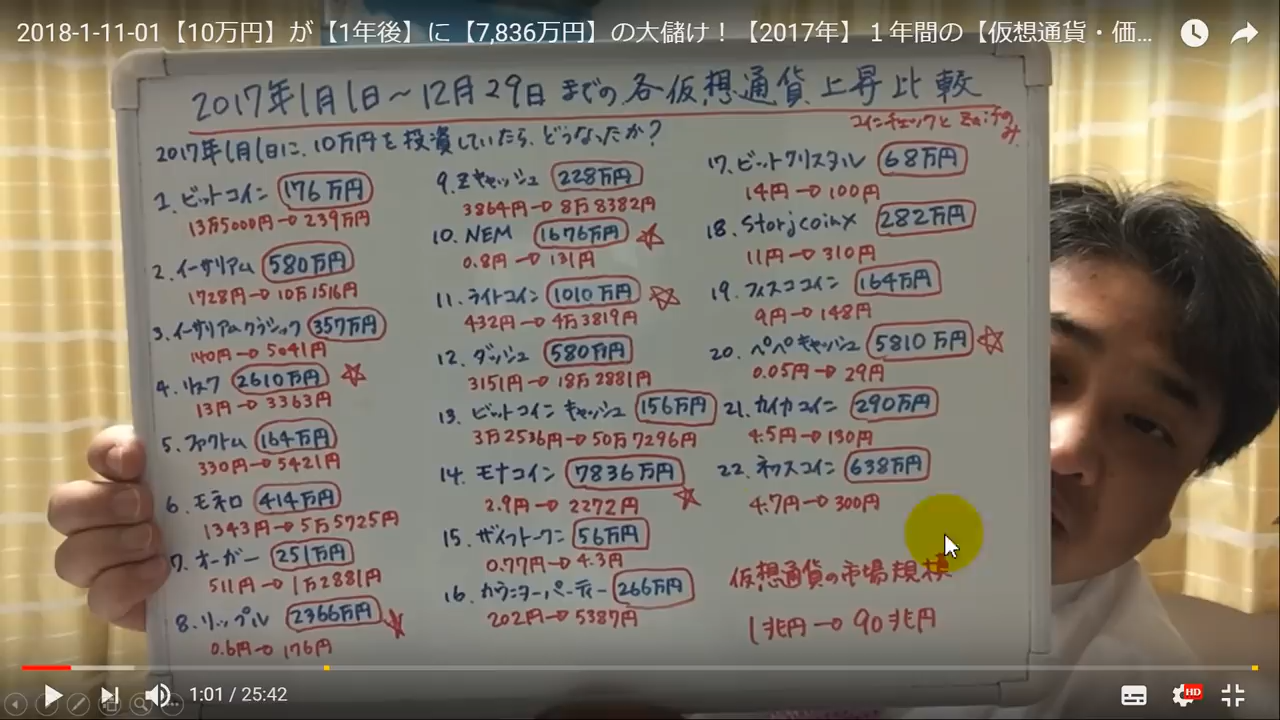 2018-1-11-01【10万円】が【1年後】に【7,836万円】の大儲け！【2017年】１年間の【仮想通貨・価...
2017年1月1日〜12月29日までの各仮想通貨上昇比較
コインチェックとZaifのみ
2017年1月1日に、10万円を投資していたら、どうなったか？
1. ビットコイン 176万円
13万5000円→239万円
2. イーサリアム 580万円
1728円→10万1516円
3. イーサリアムクラシック 357万円
140円→5041円
4. リスク 2610万円 ☆
13円→3363円
5. ファクトム 164万円
330円→5421円
6. モネロ 414万円
1343円→5万5725円
7. オーガー 251万円
511円→1万2881円
8. リップル 2366万円 ☆
0.6円→176円
9. Zキャッシュ 228万円
3864円→8万8382円
10. NEM 1676万円 ☆
0.8円→131円
11. ライトコイン 1010万円 ☆
432円→4万3819円
12. ダッシュ 580万円
3151円→18万2881円
13. ビットコインキャッシュ 156万円
3万2536円→50万7296円
14. モナコイン 7836万円 ☆
2.9円→2272円
15. ザイフトークン 56万円
0.77円→4.3円
16. カウンターパーティー 266万円
202円→5387円
17. ビットクリスタル 68万円
14円→100円
18. StorjcoinX 282万円
11円→310円
19. フィスココイン 164万円
9円→148円
20. ペペキャッシュ 5810万円 ☆
0.05円→29円
21. カイカコイン 290万円
4.5円→130円
22. ネクスコイン 638万円
4.7円→300円
仮想通貨の市場規模
1兆円→90兆円
1:01 / 25:42
HD